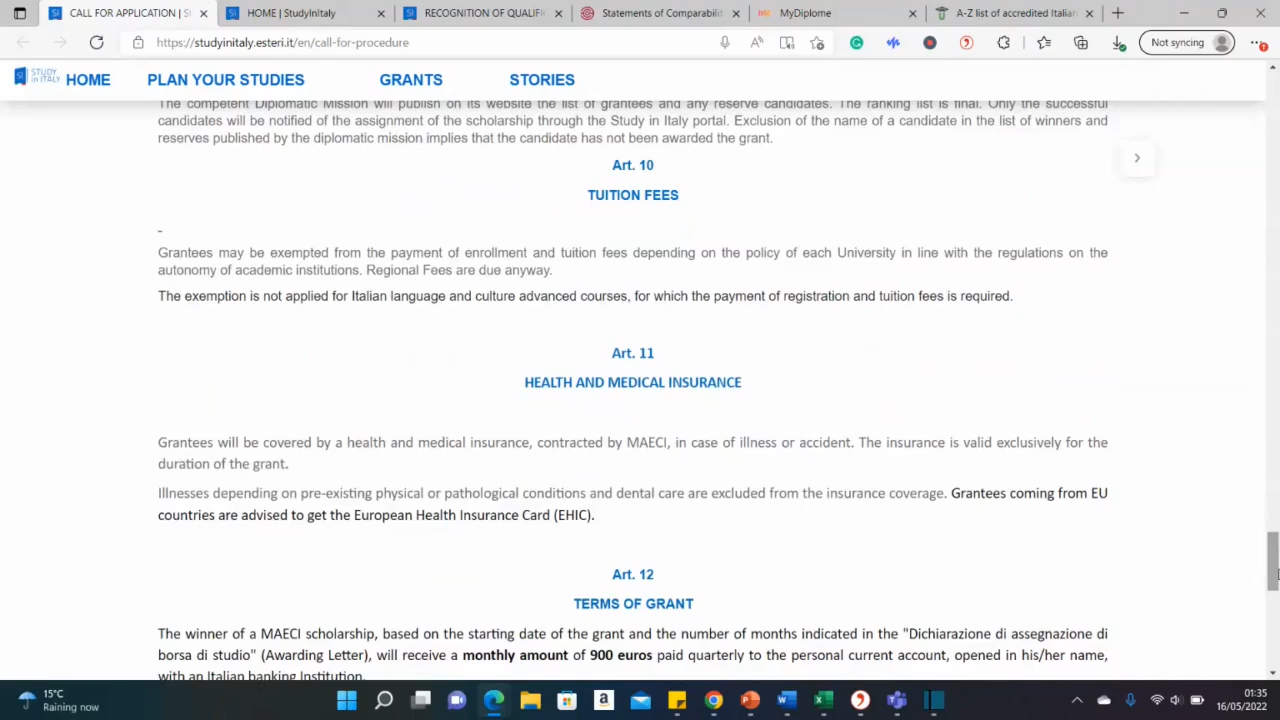 CALL FOR APPLICATION | S
HOME | StudyinItaly
RECOGNITION OF QUALIF
Statements of Comparabilit
MyDiplome
A-Z list of accredited Italian
https://studyinitaly.esteri.it/en/call-for-procedure
Not syncing
SI STUDY in ITALY
HOME
PLAN YOUR STUDIES
GRANTS
STORIES
The competent Diplomatic Mission will publish on its website the list of grantees and any reserve candidates. The ranking list is final. Only the successful
candidates will be notified of the assignment of the scholarship through the Study in Italy portal. Exclusion of the name of a candidate in the list of winners and
reserves published by the diplomatic mission implies that the candidate has not been awarded the grant.
Art. 10
TUITION FEES
-
Grantees may be exempted from the payment of enrollment and tuition fees depending on the policy of each University in line with the regulations on the
autonomy of academic institutions. Regional Fees are due anyway.
The exemption is not applied for Italian language and culture advanced courses, for which the payment of registration and tuition fees is required.
Art. 11
HEALTH AND MEDICAL INSURANCE
Grantees will be covered by a health and medical insurance, contracted by MAECI, in case of illness or accident. The insurance is valid exclusively for the
duration of the grant.
Illnesses depending on pre-existing physical or pathological conditions and dental care are excluded from the insurance coverage. Grantees coming from EU
countries are advised to get the European Health Insurance Card (EHIC).
Art. 12
TERMS OF GRANT
The winner of a MAECI scholarship, based on the starting date of the grant and the number of months indicated in the "Dichiarazione di assegnazione di
borsa di studio" (Awarding Letter), will receive a monthly amount of 900 euros paid quarterly to the personal current account, opened in his/her name,
with an Italian banking Institution.
15°C
Raining now
01:35
16/05/2022